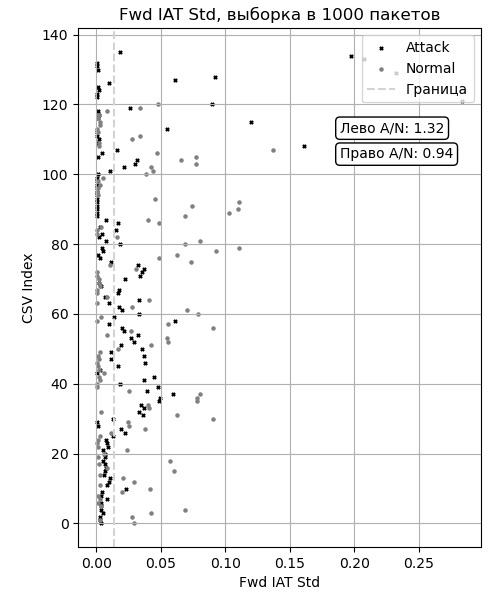 Fwd IAT Std, выборка в 1000 пакетов
140
120
100
80
60
40
20
0
CSV Index
Attack
Normal
Граница
Лево A/N: 1.32
Право A/N: 0.94
0.00 0.05 0.10 0.15 0.20 0.25
Fwd IAT Std